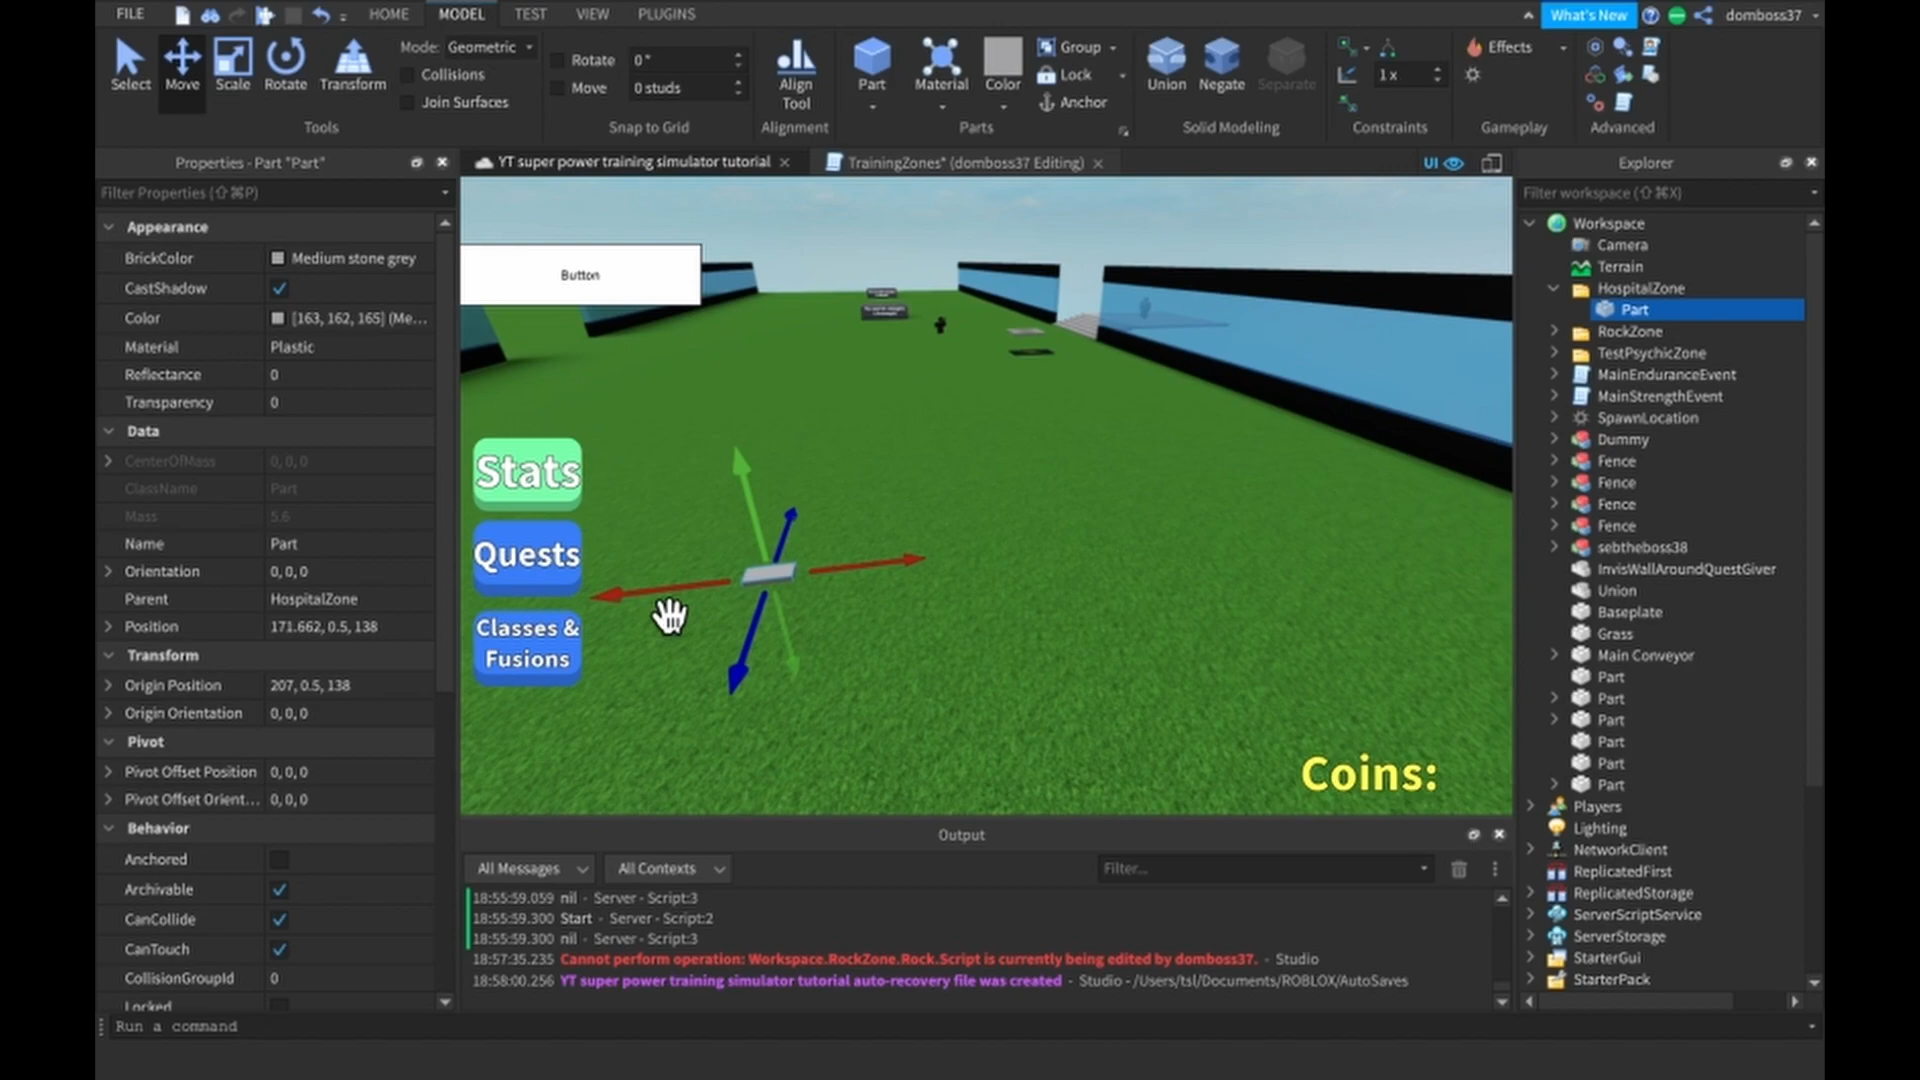 FILE
HOME
MODEL
TEST
VIEW
PLUGINS
What's New
domboss37
Select
Move
Scale
Rotate
Transform
Mode: Geometric
Collisions
Join Surfaces
Tools
Rotate 0°
Move 0 studs
Snap to Grid
Align Tool
Alignment
Part
Material
Color
Group
Lock
Anchor
Parts
Union
Negate
Separate
Solid Modeling
1 x
Constraints
Effects
Gameplay
Advanced
Properties - Part "Part"
Filter Properties (⇧⌘P)
Appearance
BrickColor Medium stone grey
CastShadow
Color [163, 162, 165] (Me...
Material Plastic
Reflectance 0
Transparency 0
Data
CenterOfMass 0, 0, 0
ClassName Part
Mass 5.6
Name Part
Orientation 0, 0, 0
Parent HospitalZone
Position 171.662, 0.5, 138
Transform
Origin Position 207, 0.5, 138
Origin Orientation 0, 0, 0
Pivot
Pivot Offset Position 0, 0, 0
Pivot Offset Orient... 0, 0, 0
Behavior
Anchored
Archivable
CanCollide
CanTouch
CollisionGroupId 0
Locked
YT super power training simulator tutorial
TrainingZones* (domboss37 Editing)
UI
Button
Stats
Quests
Classes &
Fusions
Coins:
Output
All Messages
All Contexts
Filter...
18:55:59.059 nil - Server - Script:3
18:55:59.300 Start - Server - Script:2
18:55:59.300 nil - Server - Script:3
18:57:35.235 Cannot perform operation: Workspace.RockZone.Rock.Script is currently being edited by domboss37. - Studio
18:58:00.256 YT super power training simulator tutorial auto-recovery file was created - Studio - /Users/tsl/Documents/ROBLOX/AutoSaves
Explorer
Filter workspace (⇧⌘X)
Workspace
Camera
Terrain
HospitalZone
Part
RockZone
TestPsychicZone
MainEnduranceEvent
MainStrengthEvent
SpawnLocation
Dummy
Fence
Fence
Fence
Fence
sebtheboss38
InvisWallAroundQuestGiver
Union
Baseplate
Grass
Main Conveyor
Part
Part
Part
Part
Part
Part
Players
Lighting
NetworkClient
ReplicatedFirst
ReplicatedStorage
ServerScriptService
ServerStorage
StarterGui
StarterPack
Run a command